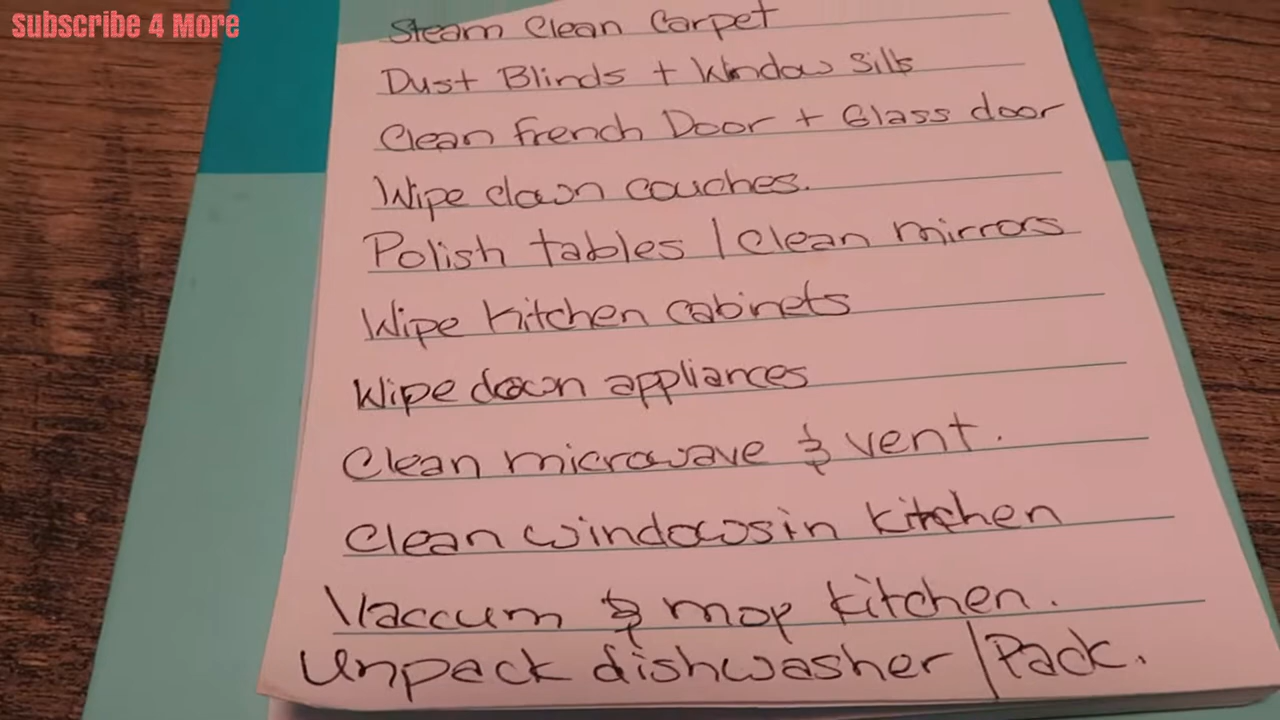 Subscribe 4 More
Steam Clean Carpet
Dust Blinds + Window Sills
Clean French Door + Glass door
Wipe down couches.
Polish tables / Clean mirrors
Wipe kitchen cabinets
Wipe down appliances
Clean microwave & vent.
Clean windows in kitchen
Vaccum & mop kitchen.
Unpack dishwasher / Pack.